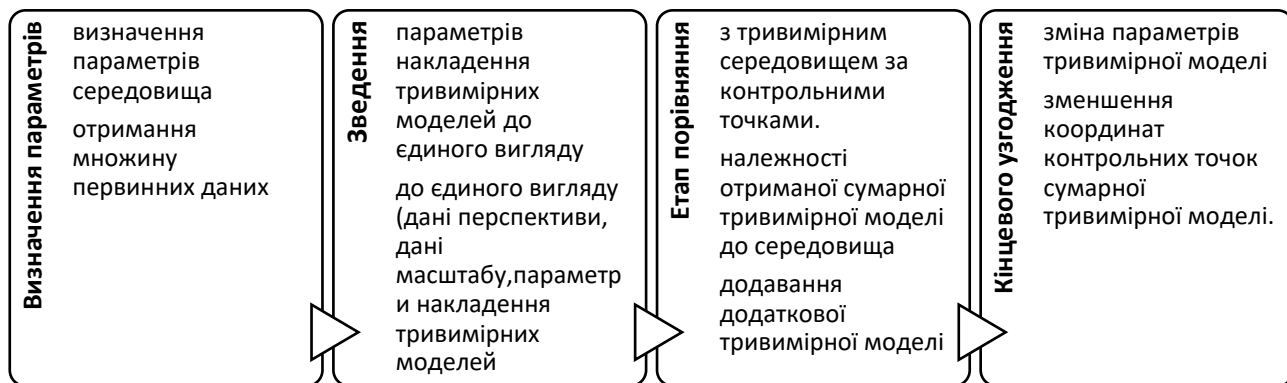 Визначення параметрів
визначення
параметрів
середовища
отримання
множину
первинних даних
Зведення
параметрів
накладення
тривимірних
моделей до
єдиного вигляду
до єдиного вигляду
(дані перспективи,
дані
масштабу,параметр
и накладення
тривимірних
моделей
Етап порівняння
з тривимірним
середовищем за
контрольними
точками.
належності
отриманої сумарної
тривимірної моделі
до середовища
додавання
додаткової
тривимірної моделі
Кінцевого узгодження
зміна параметрів
тривимірної моделі
зменшення
координат
контрольних точок
сумарної
тривимірної моделі.